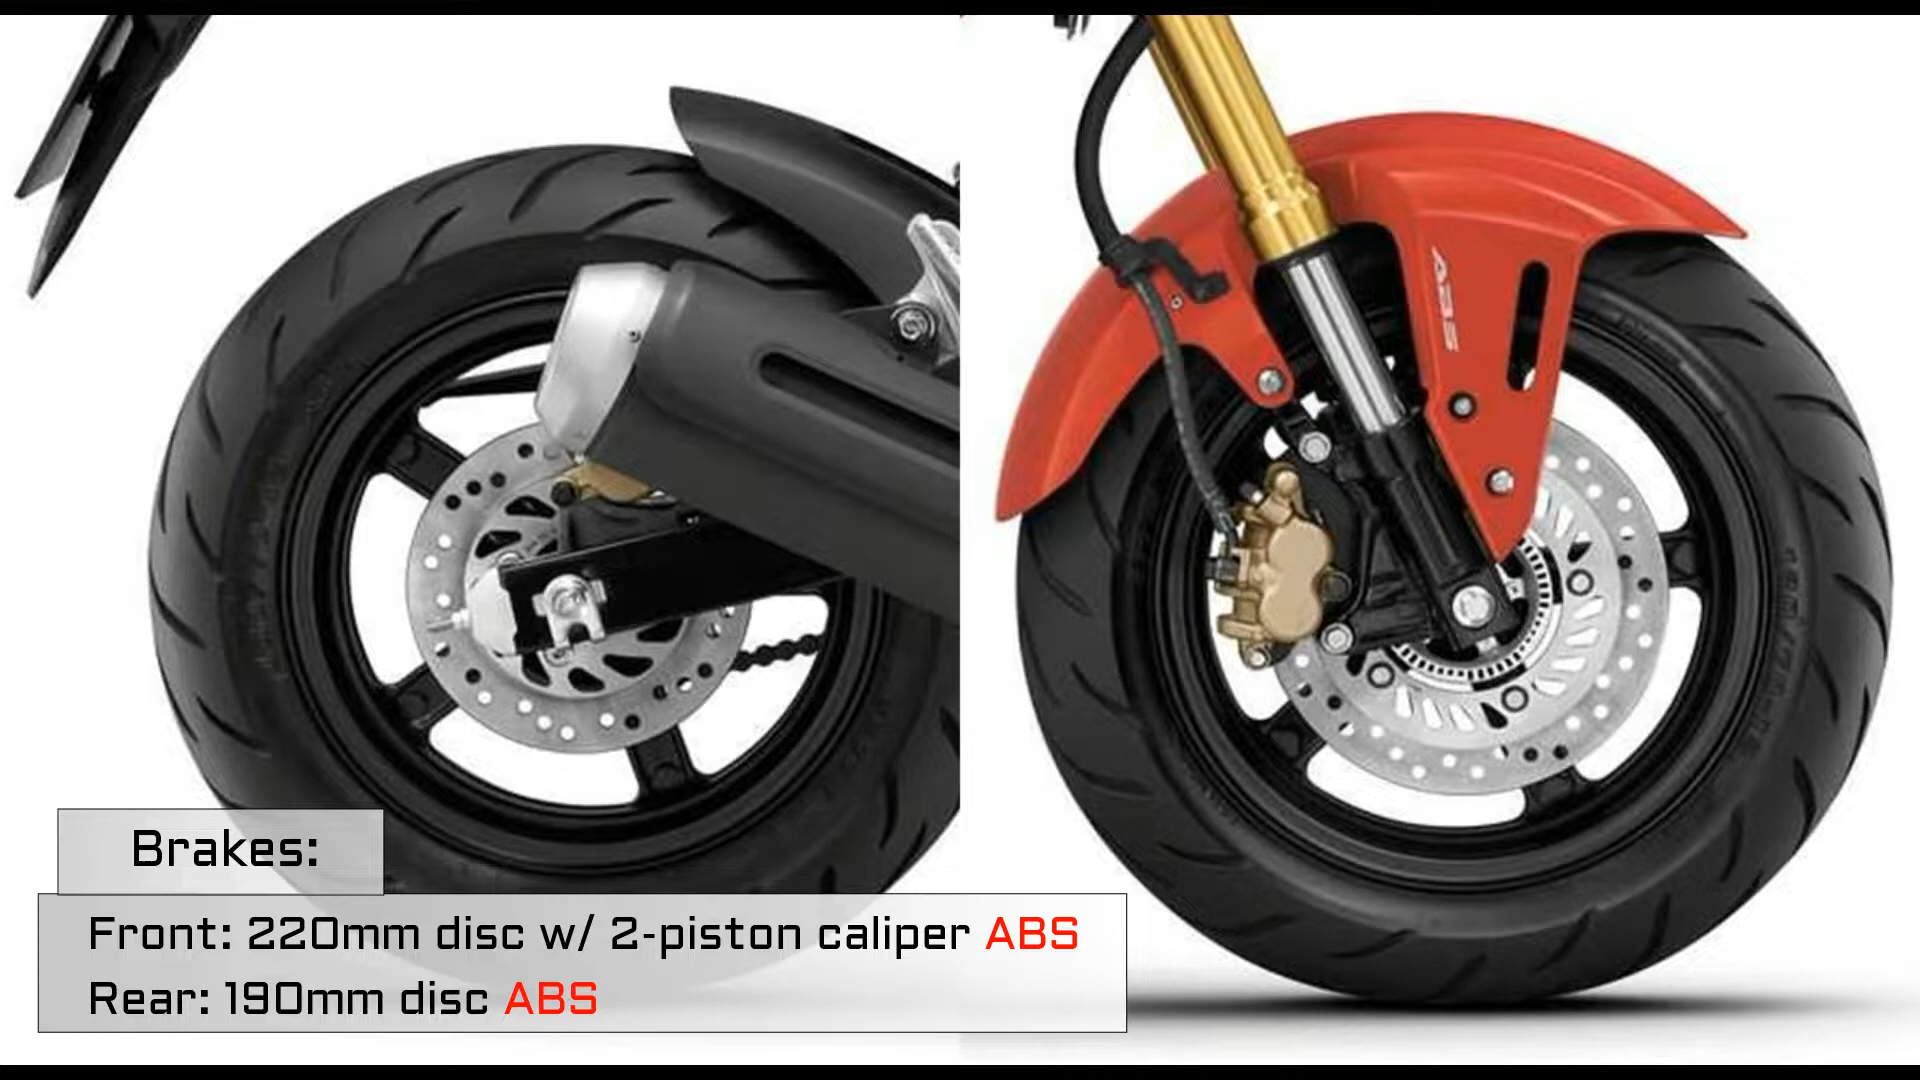 ABS
Brakes:
Front: 220mm disc w/ 2-piston caliper ABS
Rear: 190mm disc ABS